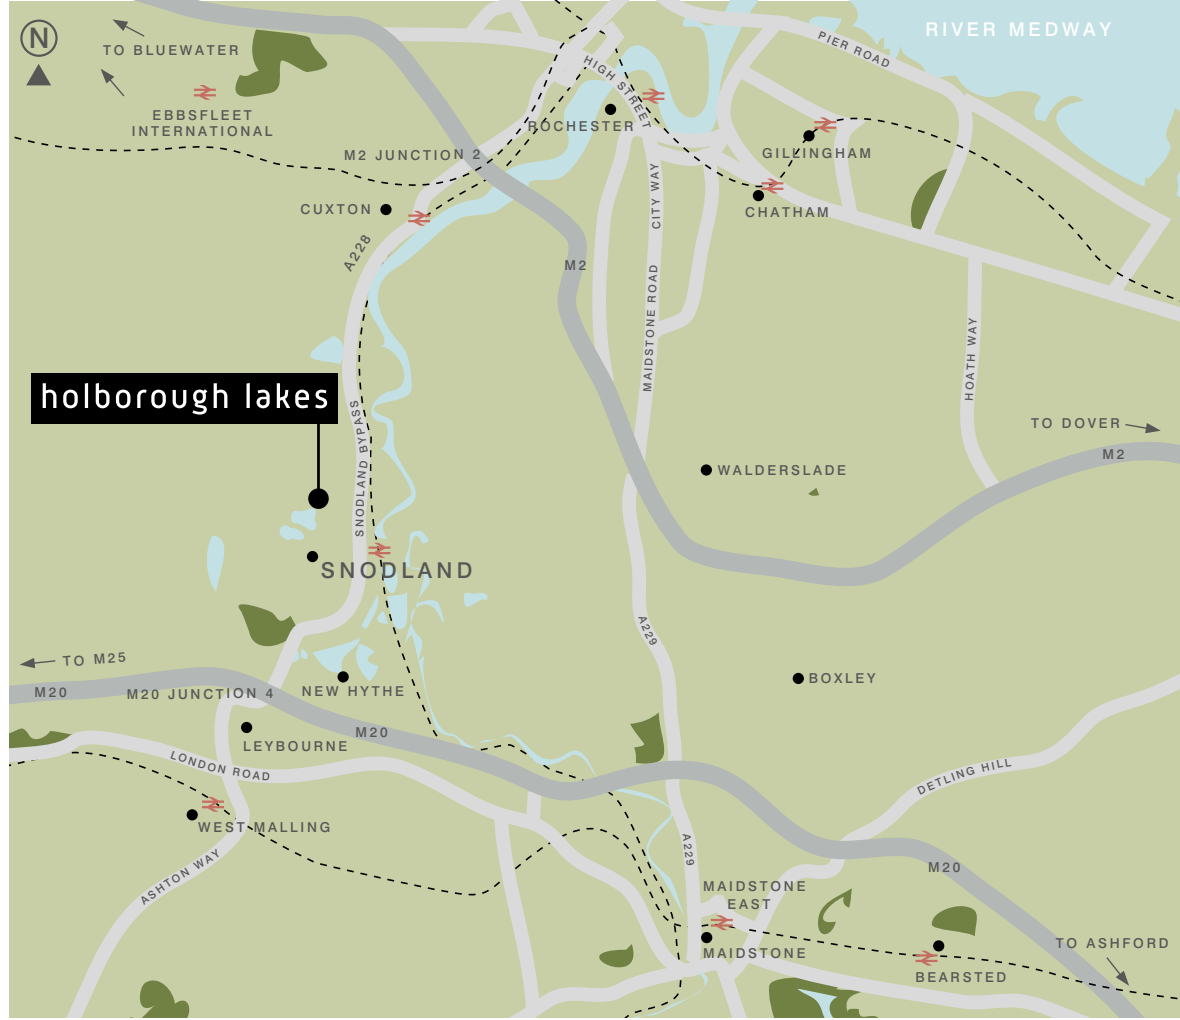 N
TO BLUEWATER
EBBSFLEET
INTERNATIONAL
RIVER MEDWAY
PIER ROAD
HIGH STREET
ROCHESTER
GILLINGHAM
CHATHAM
M2 JUNCTION 2
CUXTON
A228
CITY WAY
M2
MAIDSTONE ROAD
HOATH WAY
holborough lakes
SNODLAND BYPASS
TO DOVER
M2
WALDERSLADE
SNODLAND
A229
TO M25
M20
M20 JUNCTION 4
NEW HYTHE
BOXLEY
M20
LEYBOURNE
LONDON ROAD
DETLING HILL
WEST MALLING
ASHTON WAY
A229
M20
MAIDSTONE
EAST
MAIDSTONE
TO ASHFORD
BEARSTED